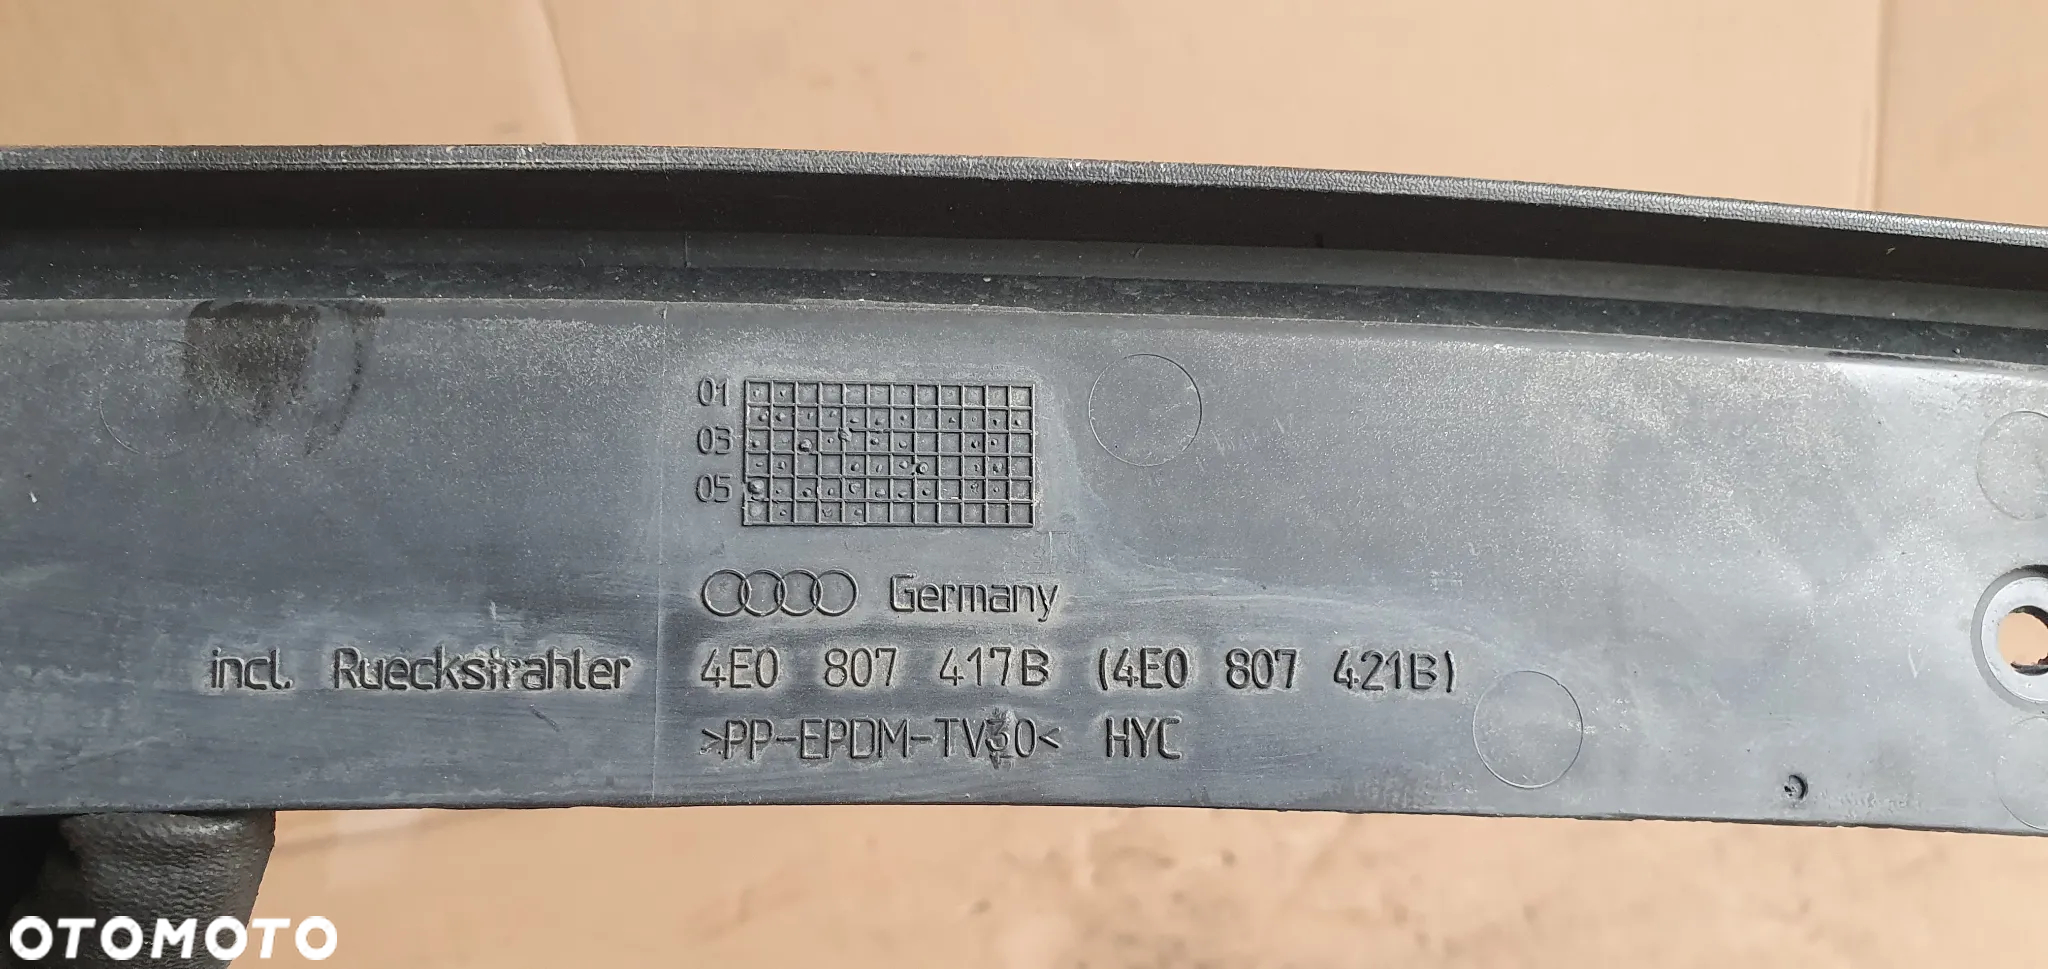 01
03
05
Germany
incl. Rueckstrahler 4E0 807 417B (4E0 807 421B)
>PP-EPDM-TV30< HYC
OTOMOTO